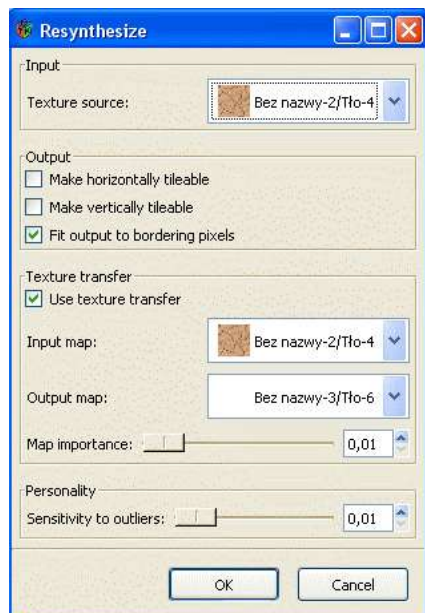 Resynthesize
Input
Texture source: Bez nazwy-2/Tło-4
Output
Make horizontally tileable
Make vertically tileable
Fit output to bordering pixels
Texture transfer
Use texture transfer
Input map: Bez nazwy-2/Tło-4
Output map: Bez nazwy-3/Tło-6
Map importance: 0,01
Personality
Sensitivity to outliers: 0,01
OK Cancel